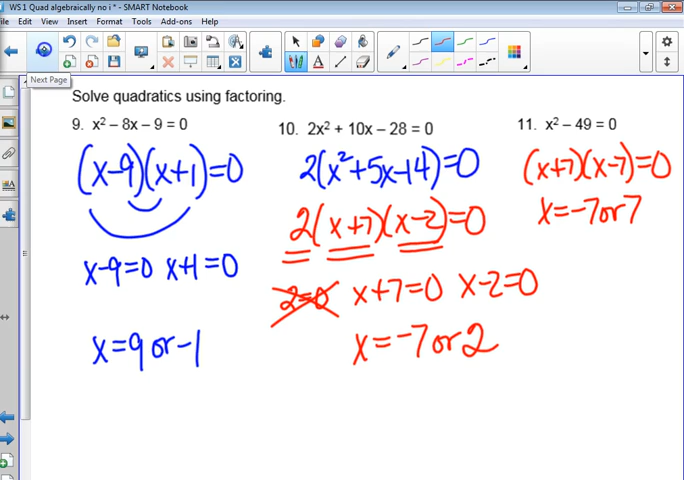 WS 1 Quad algebraically no i * - SMART Notebook
File Edit View Insert Format Tools Add-ons Help
Next Page
Solve quadratics using factoring.
9. x² – 8x – 9 = 0
(x-9)(x+1)=0
x-9=0 x+1=0
x=9 or -1
10. 2x² + 10x – 28 = 0
2(x²+5x-14)=0
2(x+7)(x-2)=0
2=0 x+7=0 x-2=0
x=-7 or 2
11. x² – 49 = 0
(x+7)(x-7)=0
x=-7 or 7